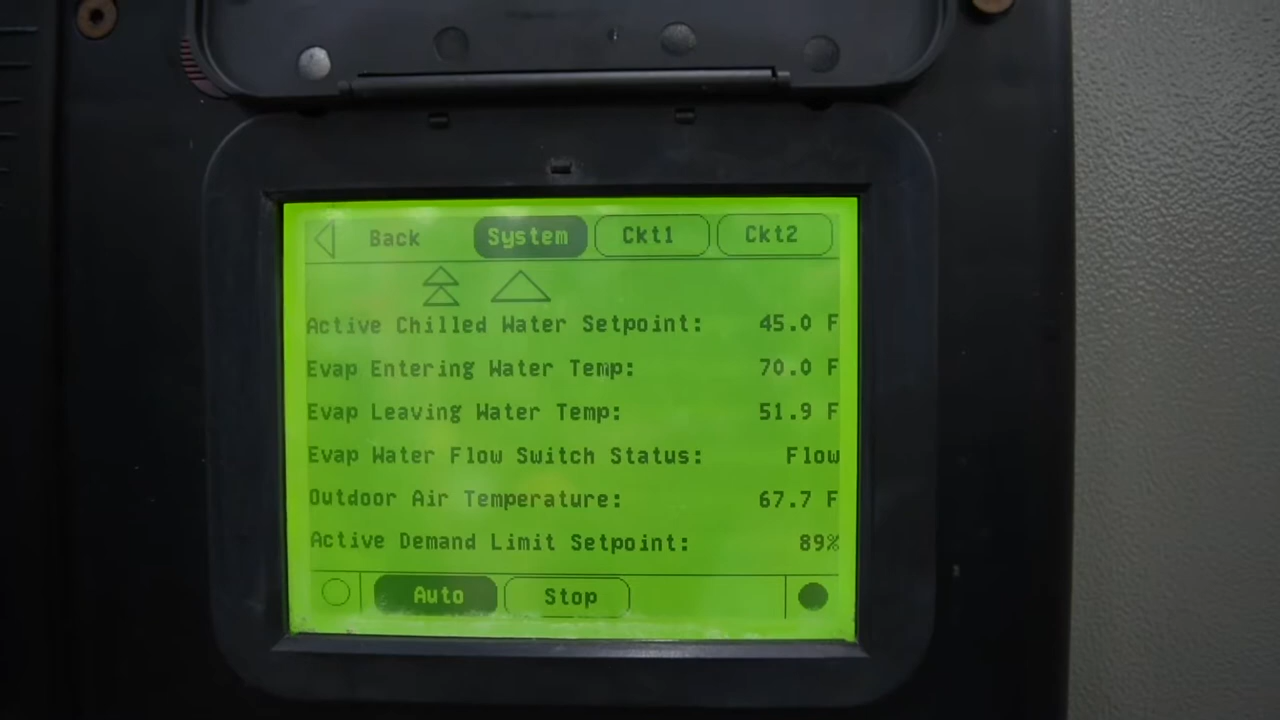 Back System Ckt1 Ckt2
Active Chilled Water Setpoint: 45.0 F
Evap Entering Water Temp: 70.0 F
Evap Leaving Water Temp: 51.9 F
Evap Water Flow Switch Status: Flow
Outdoor Air Temperature: 67.7 F
Active Demand Limit Setpoint: 89%
Auto Stop